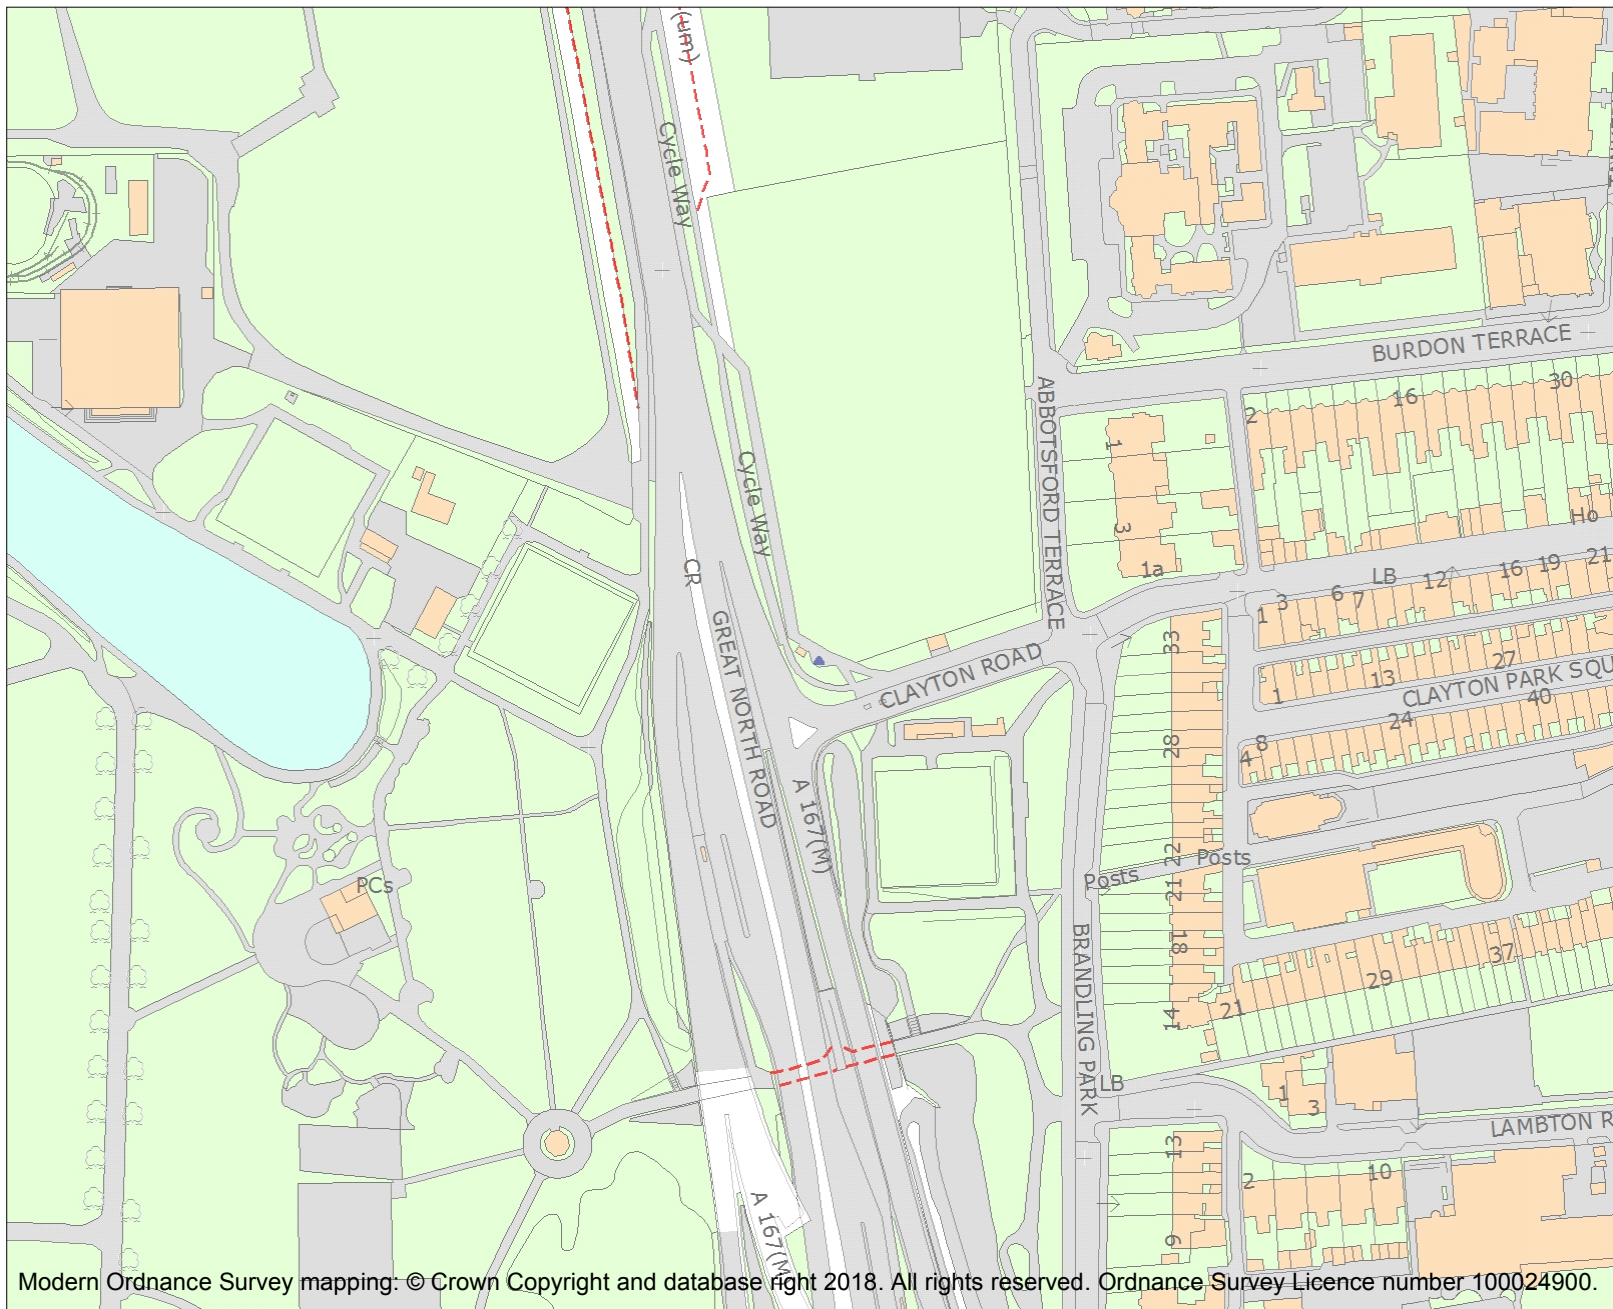 (um)
Cycle Way
BURDON TERRACE
30
16
2
ABBOTSFORD TERRACE
1
3
1a
Cycle Way
Ho
LB
21
19
16
12
7
6
3
1
CR
GREAT NORTH ROAD
CLAYTON ROAD
33
27
13
1
CLAYTON PARK SQU
40
24
8
4
28
A 167(M)
22
Posts
Posts
21
PCs
18
BRANDLING PARK
37
29
21
14
LB
1
3
LAMBTON R
13
10
2
9
A 167(M)
Modern Ordnance Survey mapping: © Crown Copyright and database right 2018. All rights reserved. Ordnance Survey Licence number 100024900.